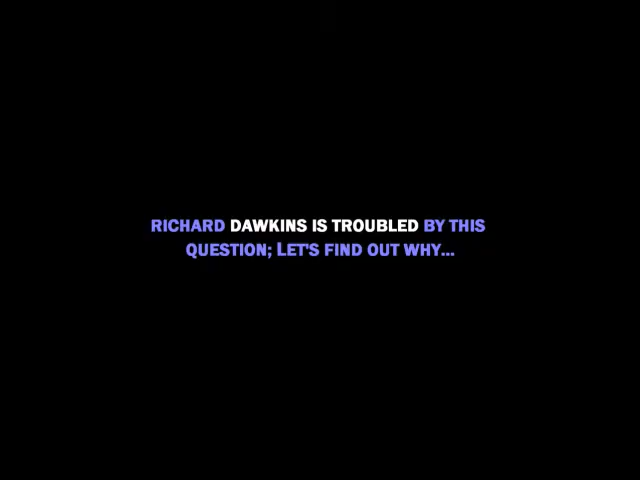 RICHARD DAWKINS IS TROUBLED BY THIS
QUESTION; LET'S FIND OUT WHY...